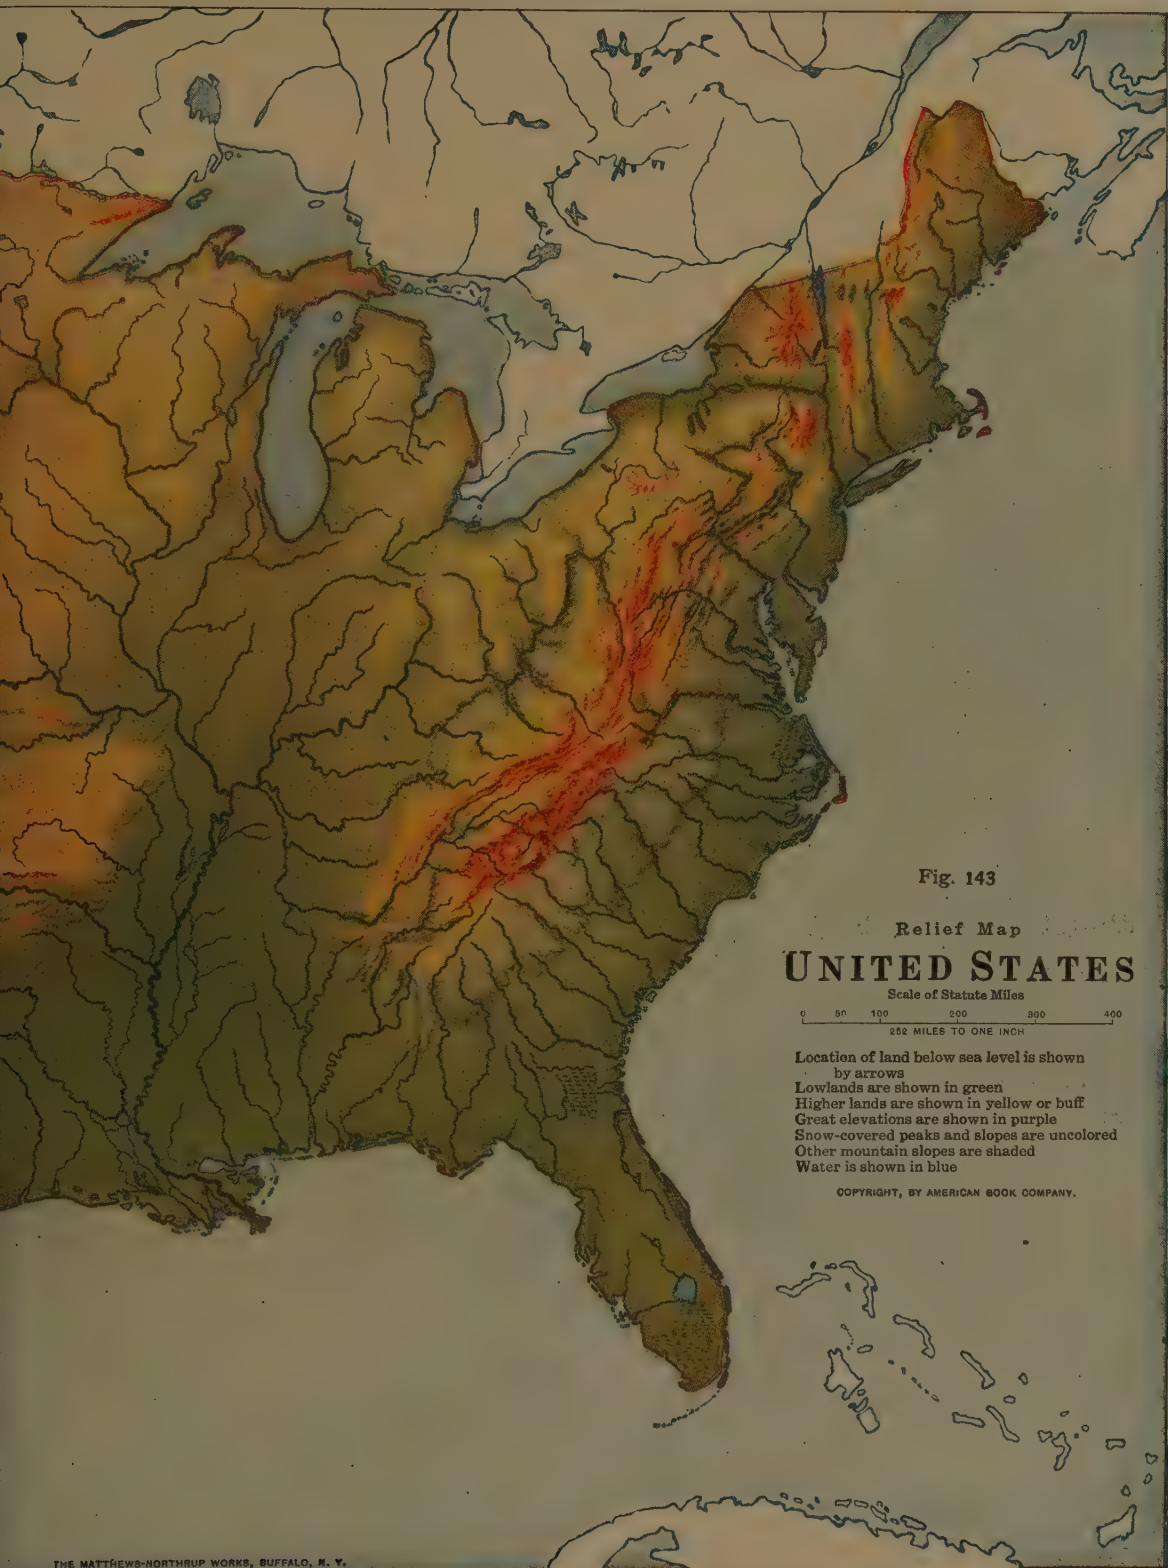 Fig. 143
Relief Map
UNITED STATES
Scale of Statute Miles
0 50 100 200 300 400
252 MILES TO ONE INCH
Location of land below sea level is shown
by arrows
Lowlands are shown in green
Higher lands are shown in yellow or buff
Great elevations are shown in purple
Snow-covered peaks and slopes are uncolored
Other mountain slopes are shaded
Water is shown in blue
COPYRIGHT, BY AMERICAN BOOK COMPANY.
THE MATTHEWS-NORTHRUP WORKS, BUFFALO, N. Y.